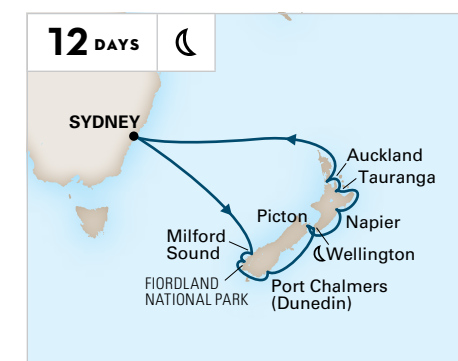 12 DAYS
SYDNEY
Auckland
Tauranga
Picton
Napier
Milford
Sound
Wellington
FIORDLAND
NATIONAL PARK
Port Chalmers
(Dunedin)